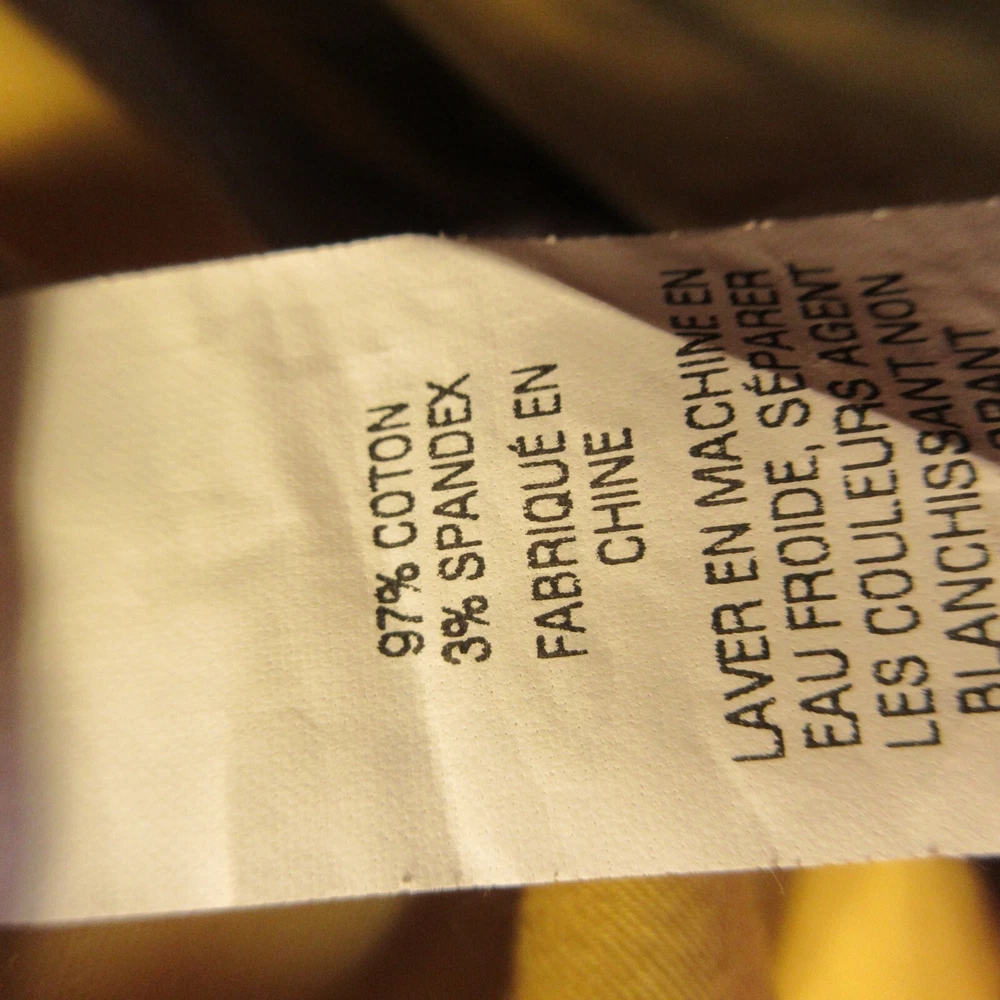 97% COTON
3% SPANDEX
FABRIQUÉ EN
CHINE
LAVER EN MACHINE EN
EAU FROIDE, SÉPARER
LES COULEURS AGENT
BLANCHISSANT NON